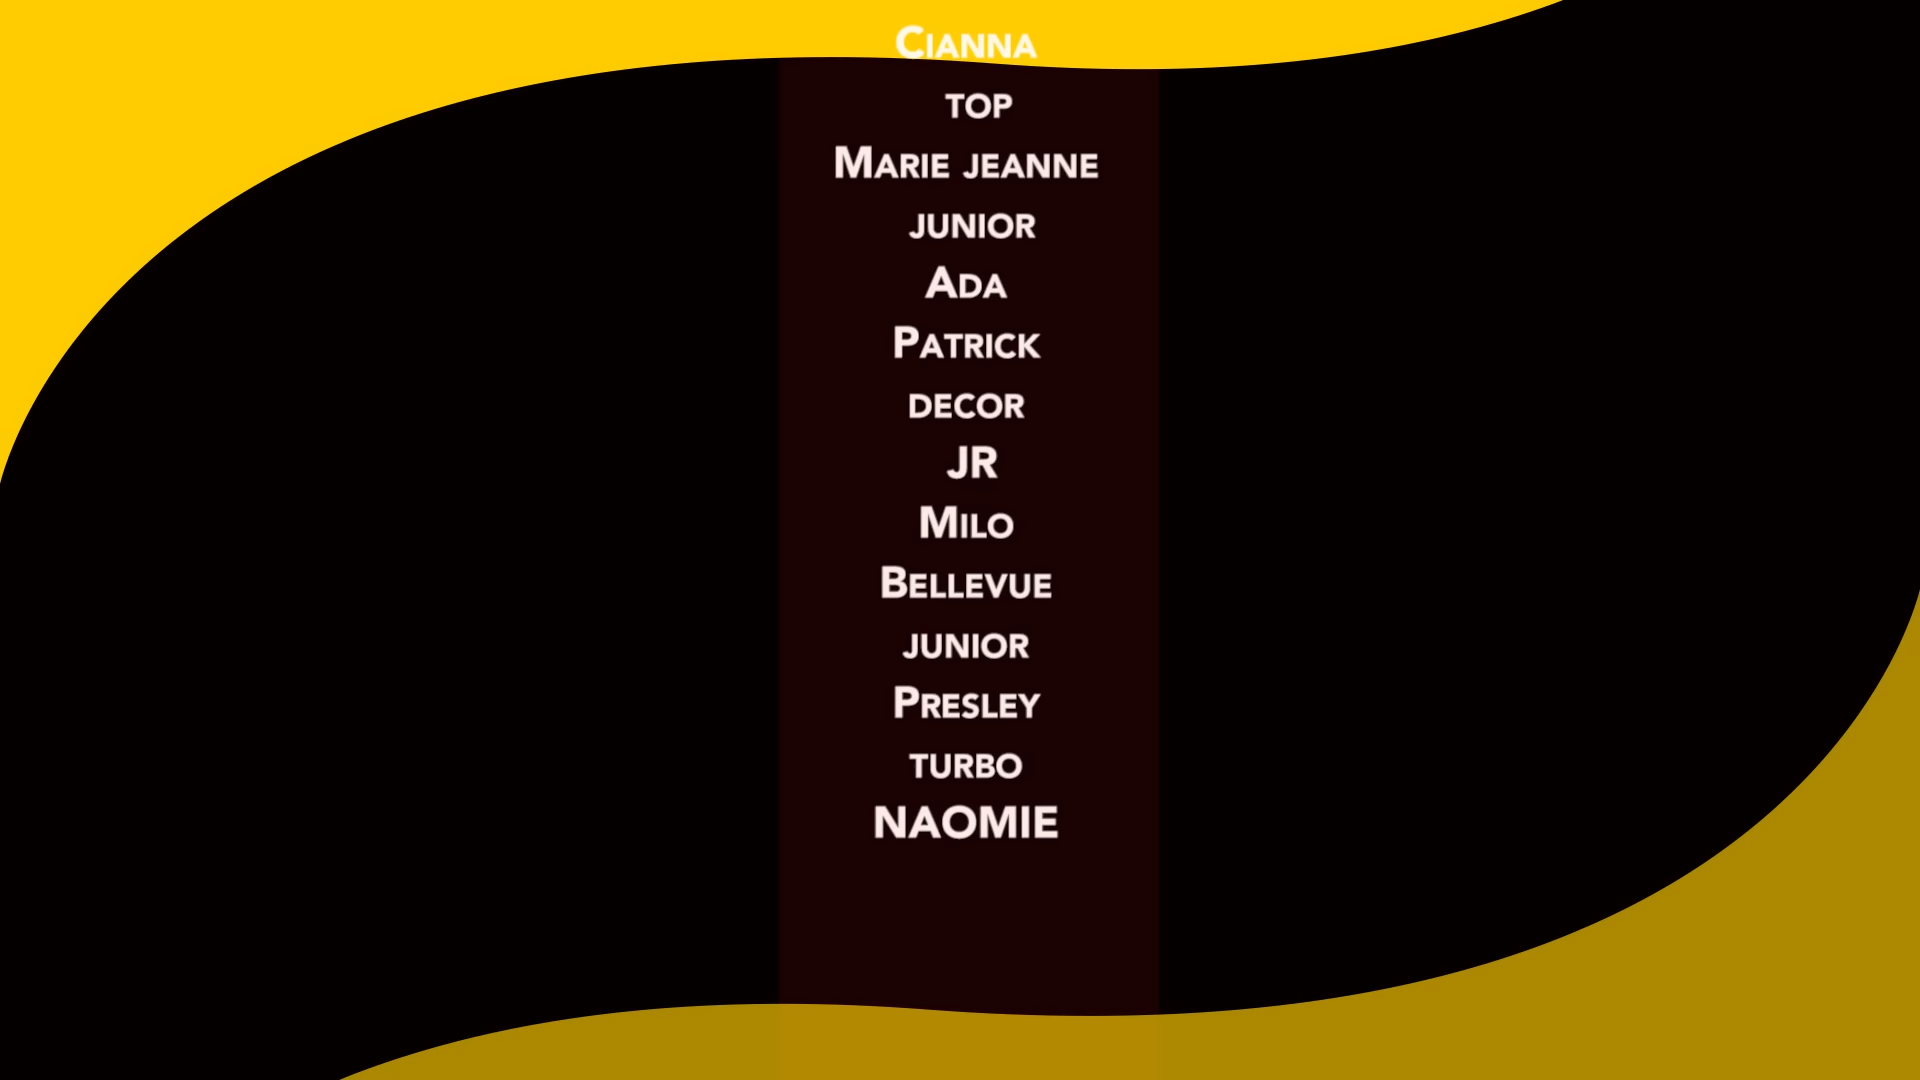 Cianna
top
Marie jeanne
junior
Ada
Patrick
decor
JR
Milo
Bellevue
junior
Presley
turbo
NAOMIE